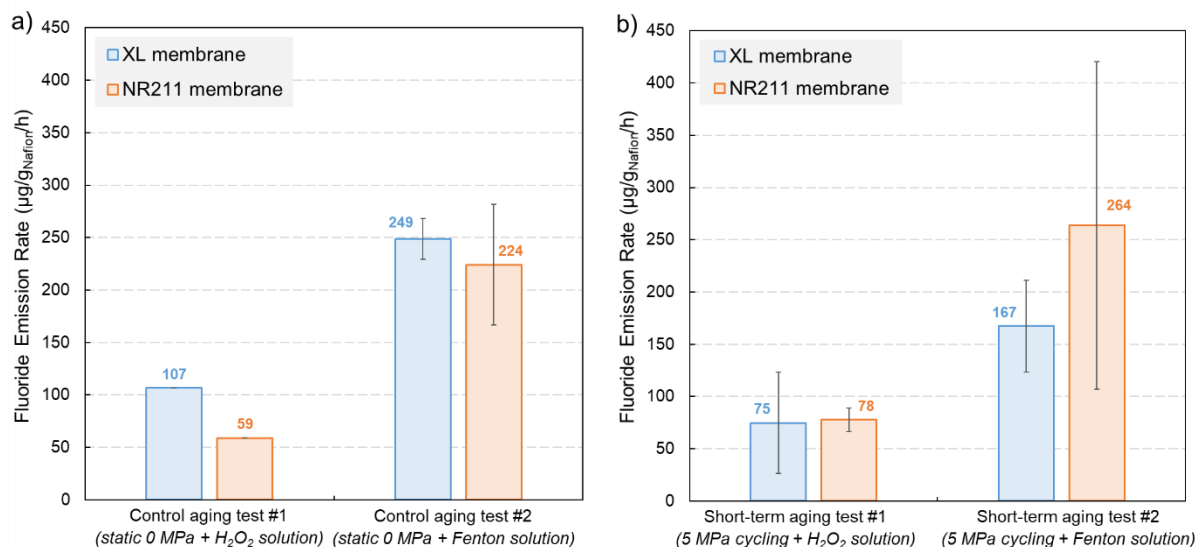 a)
Fluoride Emission Rate (µg/g_Nafion/h)
450
400
350
300
250
200
150
100
50
0
XL membrane
NR211 membrane
107
59
249
224
Control aging test #1
(static 0 MPa + H₂O₂ solution)
Control aging test #2
(static 0 MPa + Fenton solution)
b)
Fluoride Emission Rate (µg/g_Nafion/h)
450
400
350
300
250
200
150
100
50
0
XL membrane
NR211 membrane
75
78
167
264
Short-term aging test #1
(5 MPa cycling + H₂O₂ solution)
Short-term aging test #2
(5 MPa cycling + Fenton solution)